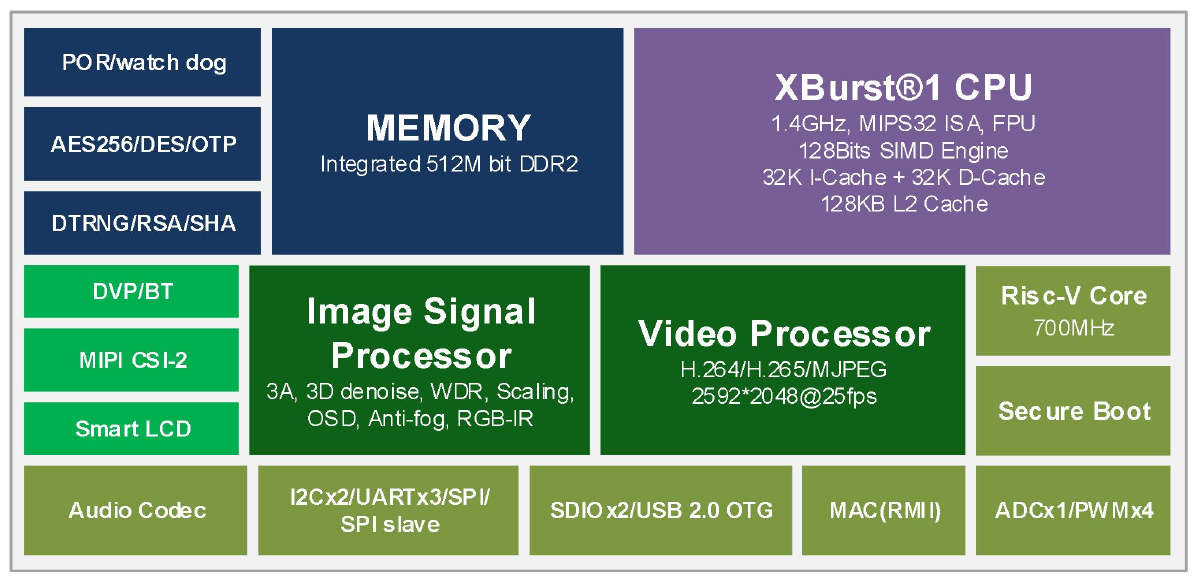 POR/watch dog
AES256/DES/OTP
DTRNG/RSA/SHA
MEMORY
Integrated 512M bit DDR2
XBurst®1 CPU
1.4GHz, MIPS32 ISA, FPU
128Bits SIMD Engine
32K I-Cache + 32K D-Cache
128KB L2 Cache
DVP/BT
MIPI CSI-2
Smart LCD
Image Signal
Processor
3A, 3D denoise, WDR, Scaling,
OSD, Anti-fog, RGB-IR
Video Processor
H.264/H.265/MJPEG
2592*2048@25fps
Risc-V Core
700MHz
Secure Boot
Audio Codec
I2Cx2/UARTx3/SPI/
SPI slave
SDIOx2/USB 2.0 OTG
MAC(RMII)
ADCx1/PWMx4